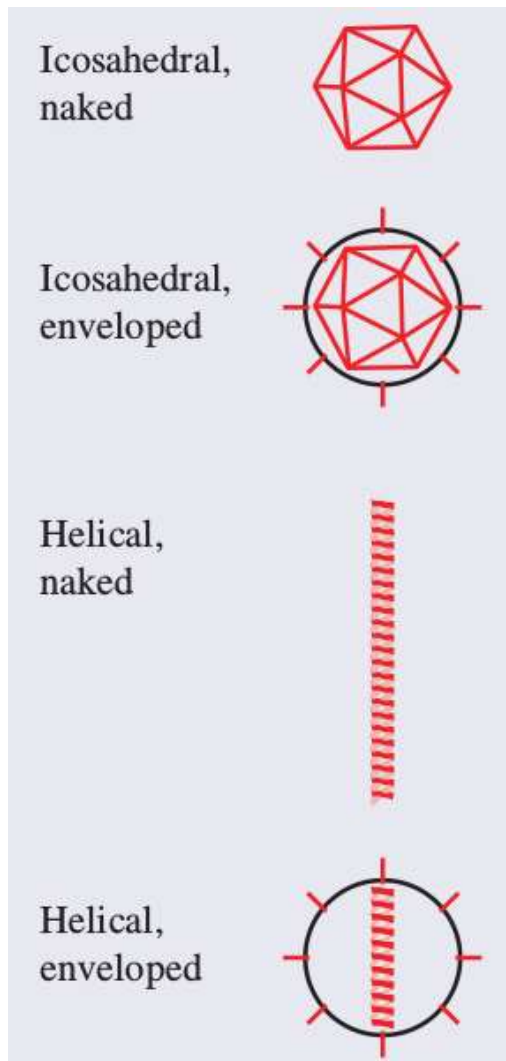 Icosahedral,
naked
Icosahedral,
enveloped
Helical,
naked
Helical,
enveloped